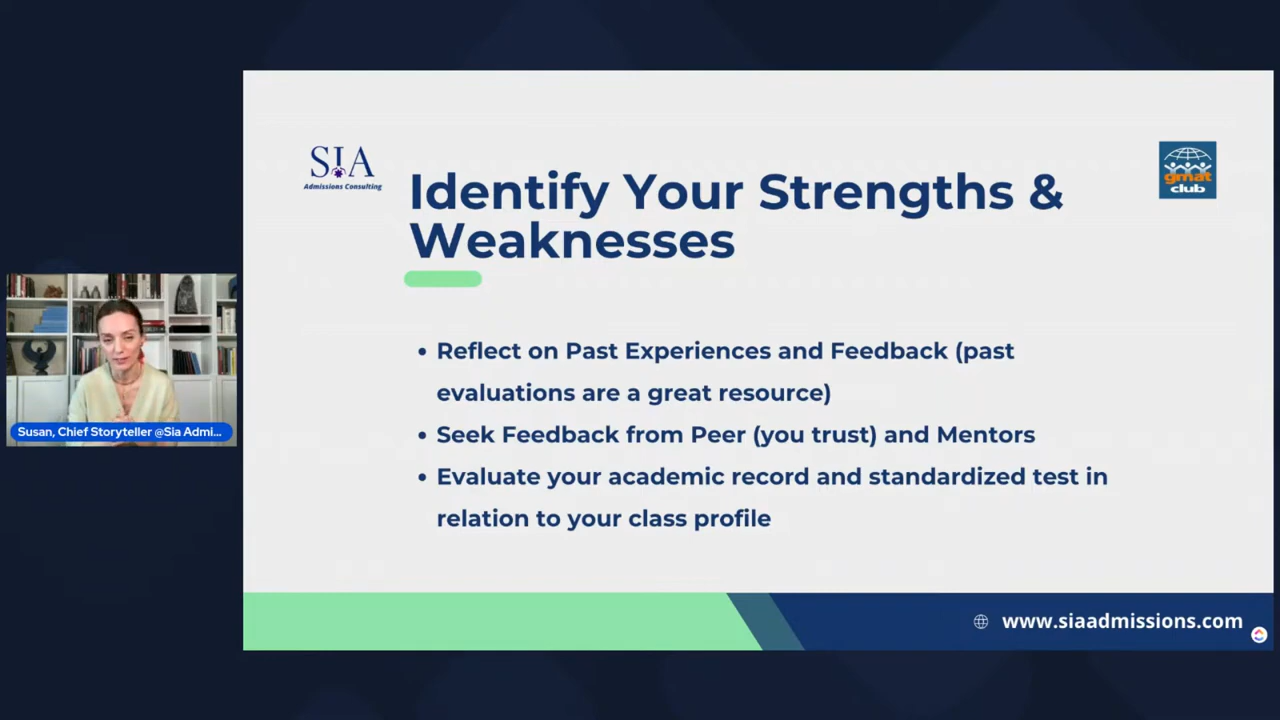 SIA
Admissions Consulting
gmat
club
Identify Your Strengths &
Weaknesses
• Reflect on Past Experiences and Feedback (past
evaluations are a great resource)
• Seek Feedback from Peer (you trust) and Mentors
• Evaluate your academic record and standardized test in
relation to your class profile
Susan, Chief Storyteller @Sia Admi...
www.siaadmissions.com